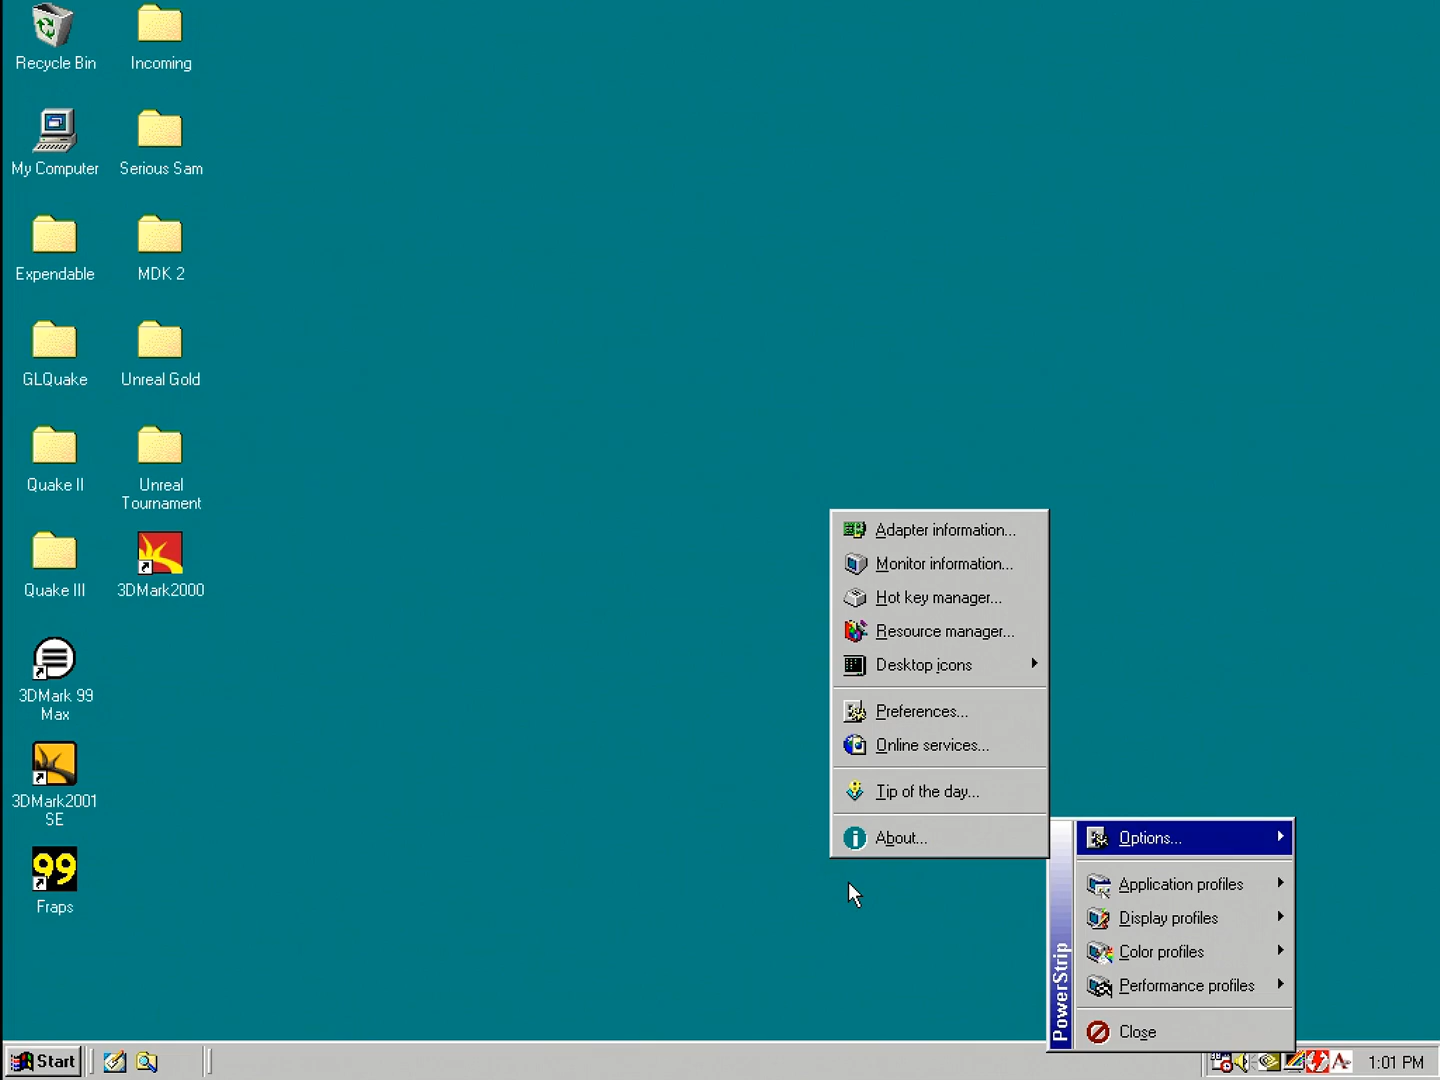 Recycle Bin
Incoming
My Computer
Serious Sam
Expendable
MDK 2
GLQuake
Unreal Gold
Quake II
Unreal
Tournament
Quake III
3DMark2000
3DMark 99
Max
3DMark2001
SE
99
Fraps
Adapter information...
Monitor information...
Hot key manager...
Resource manager...
Desktop icons
Preferences...
Online services...
Tip of the day...
About...
PowerStrip
Options...
Application profiles
Display profiles
Color profiles
Performance profiles
Close
Start
1:01 PM